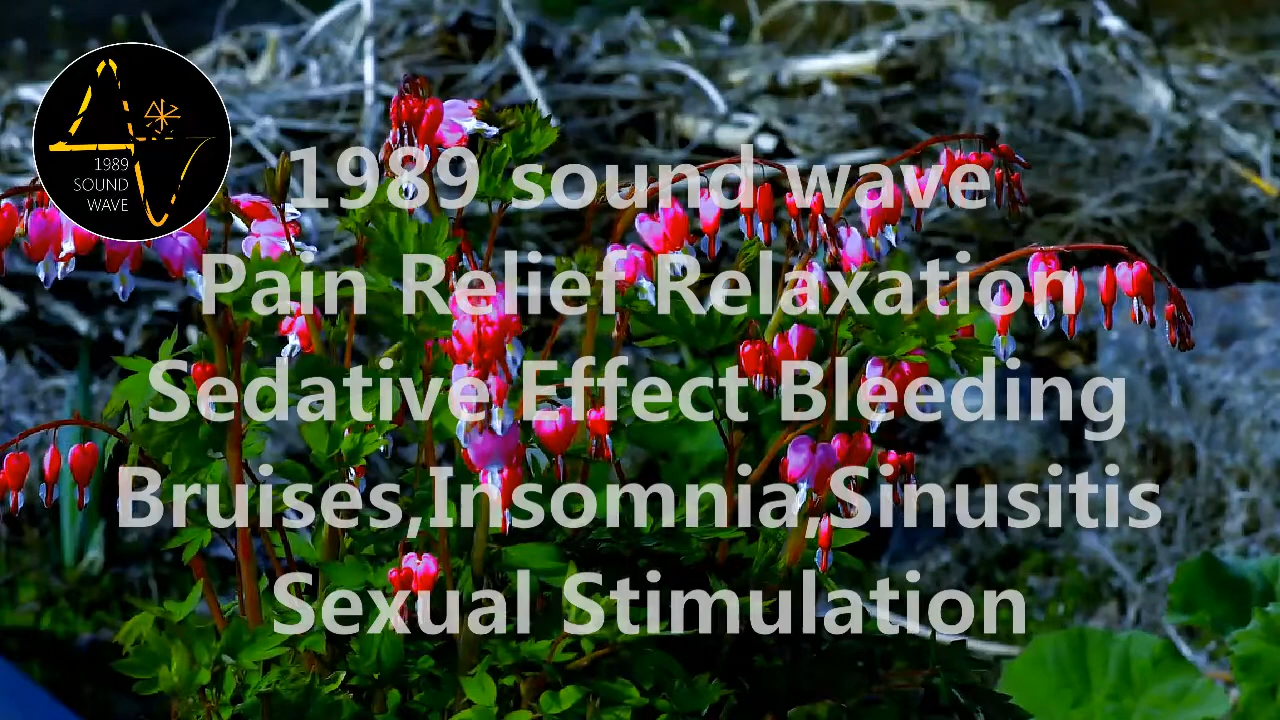 1989
SOUND
WAVE
1989 sound wave
Pain Relief Relaxation
Sedative Effect Bleeding
Bruises,Insomnia,Sinusitis
Sexual Stimulation